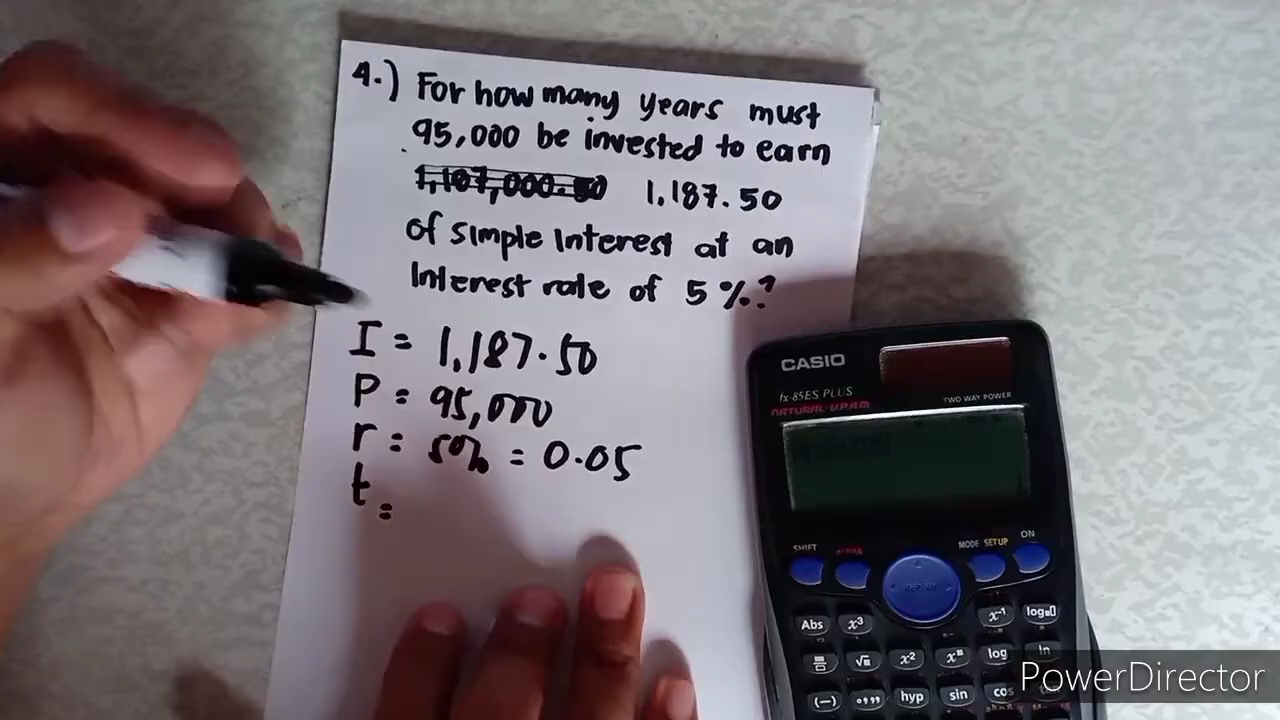 4.) For how many years must
95,000 be invested to earn
1,187.50
of simple interest at an
interest rate of 5%?
I = 1,187.50
P = 95,000
r = 5% = 0.05
t =
CASIO
fx-85ES PLUS
NATURAL-V.P.A.M.
TWO WAY POWER
SHIFT
ALPHA
MODE SETUP
ON
REPLAY
Abs x³ x⁻¹ log
√ x² log ln
(−) hyp sin cos
PowerDirector